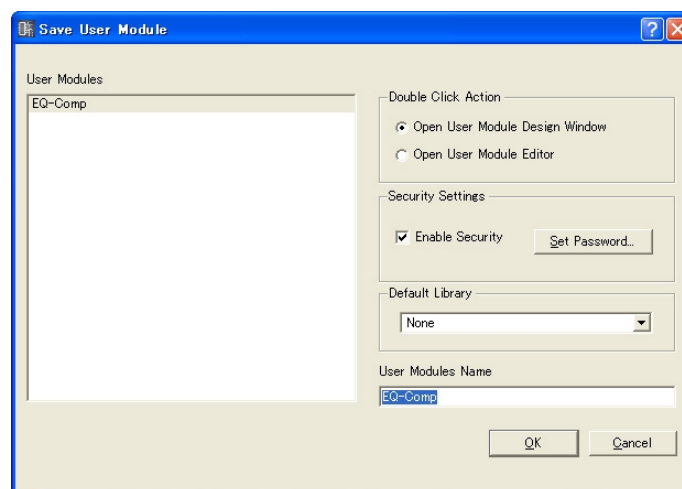 Save User Module
User Modules
EQ-Comp
Double Click Action
Open User Module Design Window
Open User Module Editor
Security Settings
Enable Security
Set Password...
Default Library
None
User Modules Name
EQ-Comp
OK
Cancel